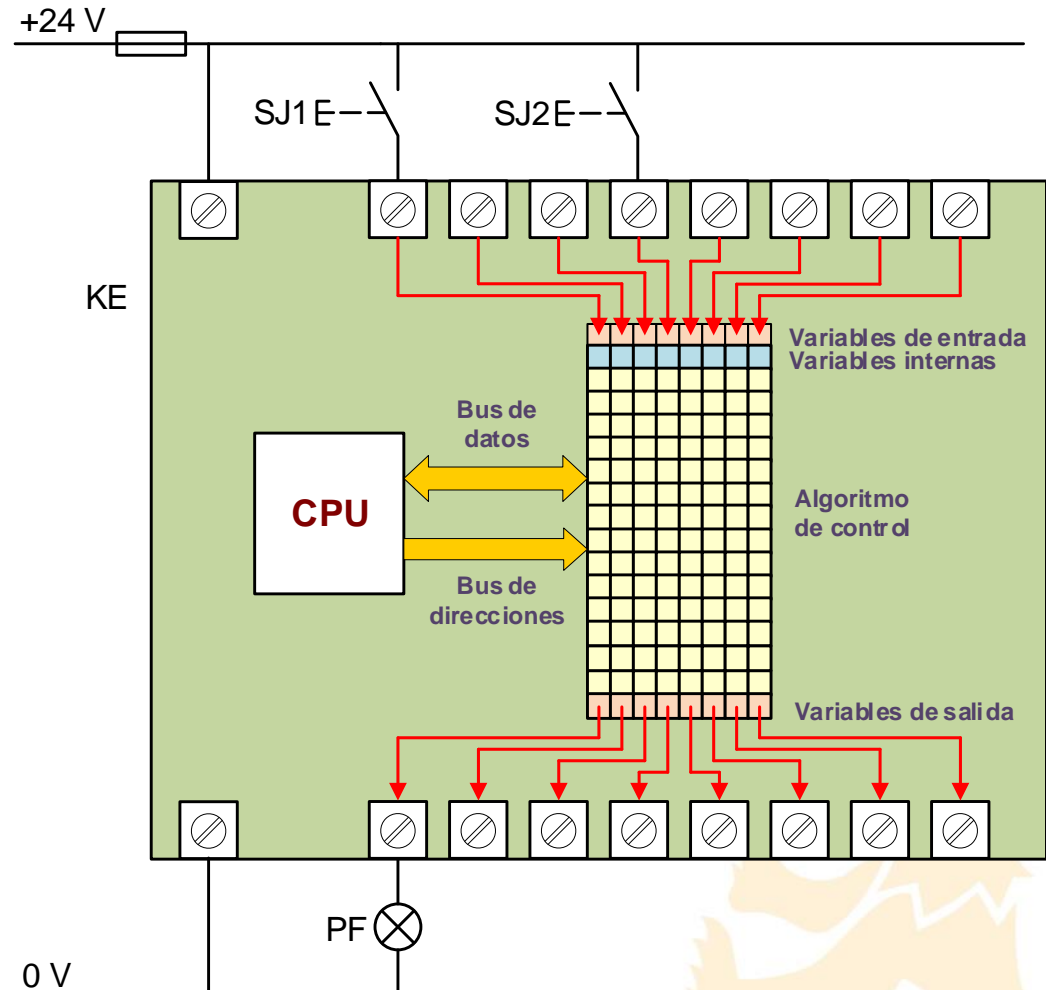 +24 V
SJ1
SJ2
KE
Variables de entrada
Variables internas
Bus de
datos
CPU
Algoritmo
de control
Bus de
direcciones
Variables de salida
PF
0 V